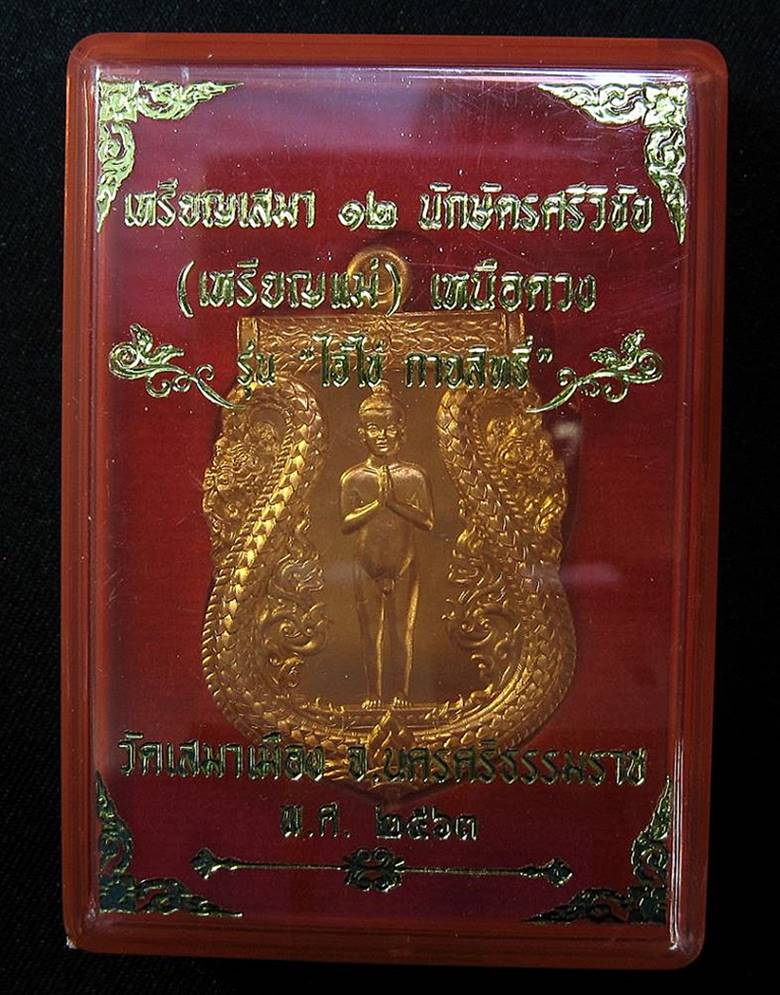 เหรียญเสมา ๑๒ นักษัตรศรีวิชัย
(เหรียญแม่) เหนือดวง
รุ่น "ไอ้ไข่ กายสิทธิ์"
วัดเสมาเมือง จ.นครศรีธรรมราช
พ.ศ. ๒๕๖๓